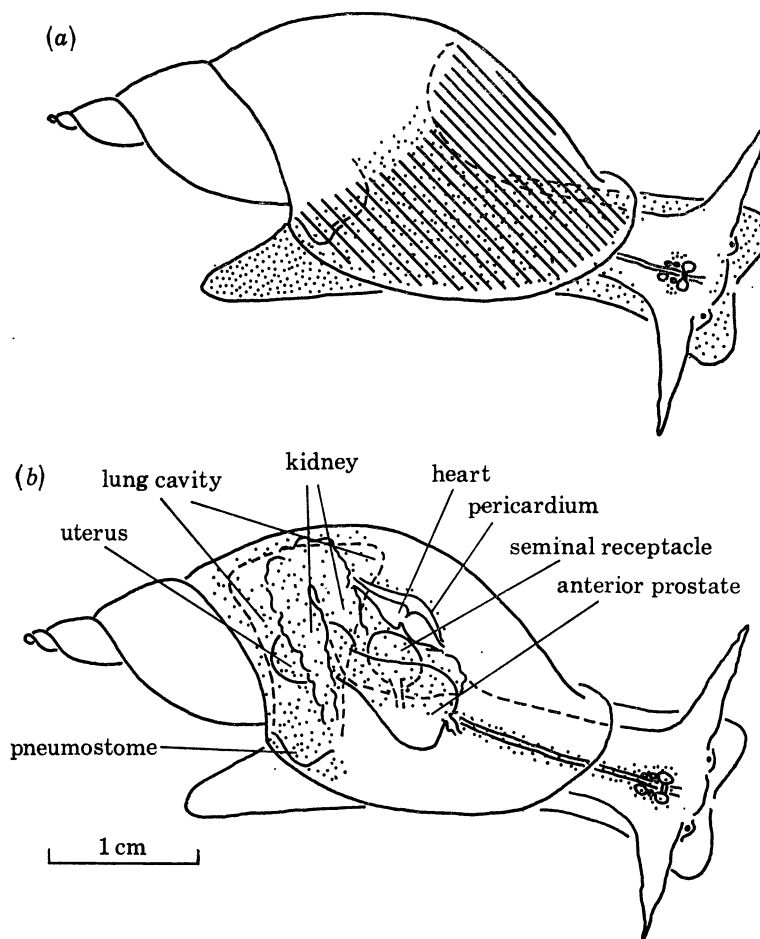 (a)
(b)
lung cavity
kidney
heart
uterus
pericardium
seminal receptacle
anterior prostate
pneumostome
1 cm